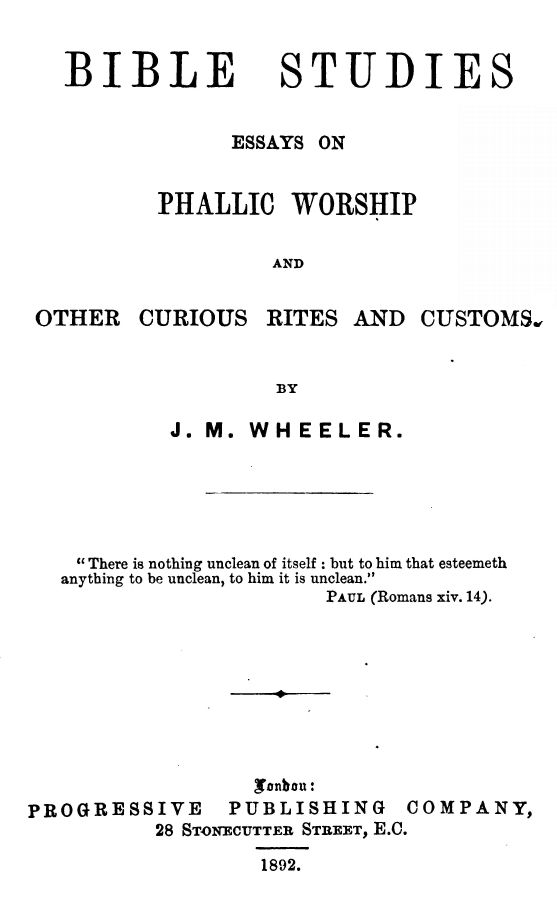 BIBLE STUDIES
ESSAYS ON
PHALLIC WORSHIP
AND
OTHER CURIOUS RITES AND CUSTOMS.
BY
J. M. WHEELER.
"There is nothing unclean of itself : but to him that esteemeth
anything to be unclean, to him it is unclean."
PAUL (Romans xiv. 14).
London:
PROGRESSIVE PUBLISHING COMPANY,
28 STONECUTTER STREET, E.C.
1892.